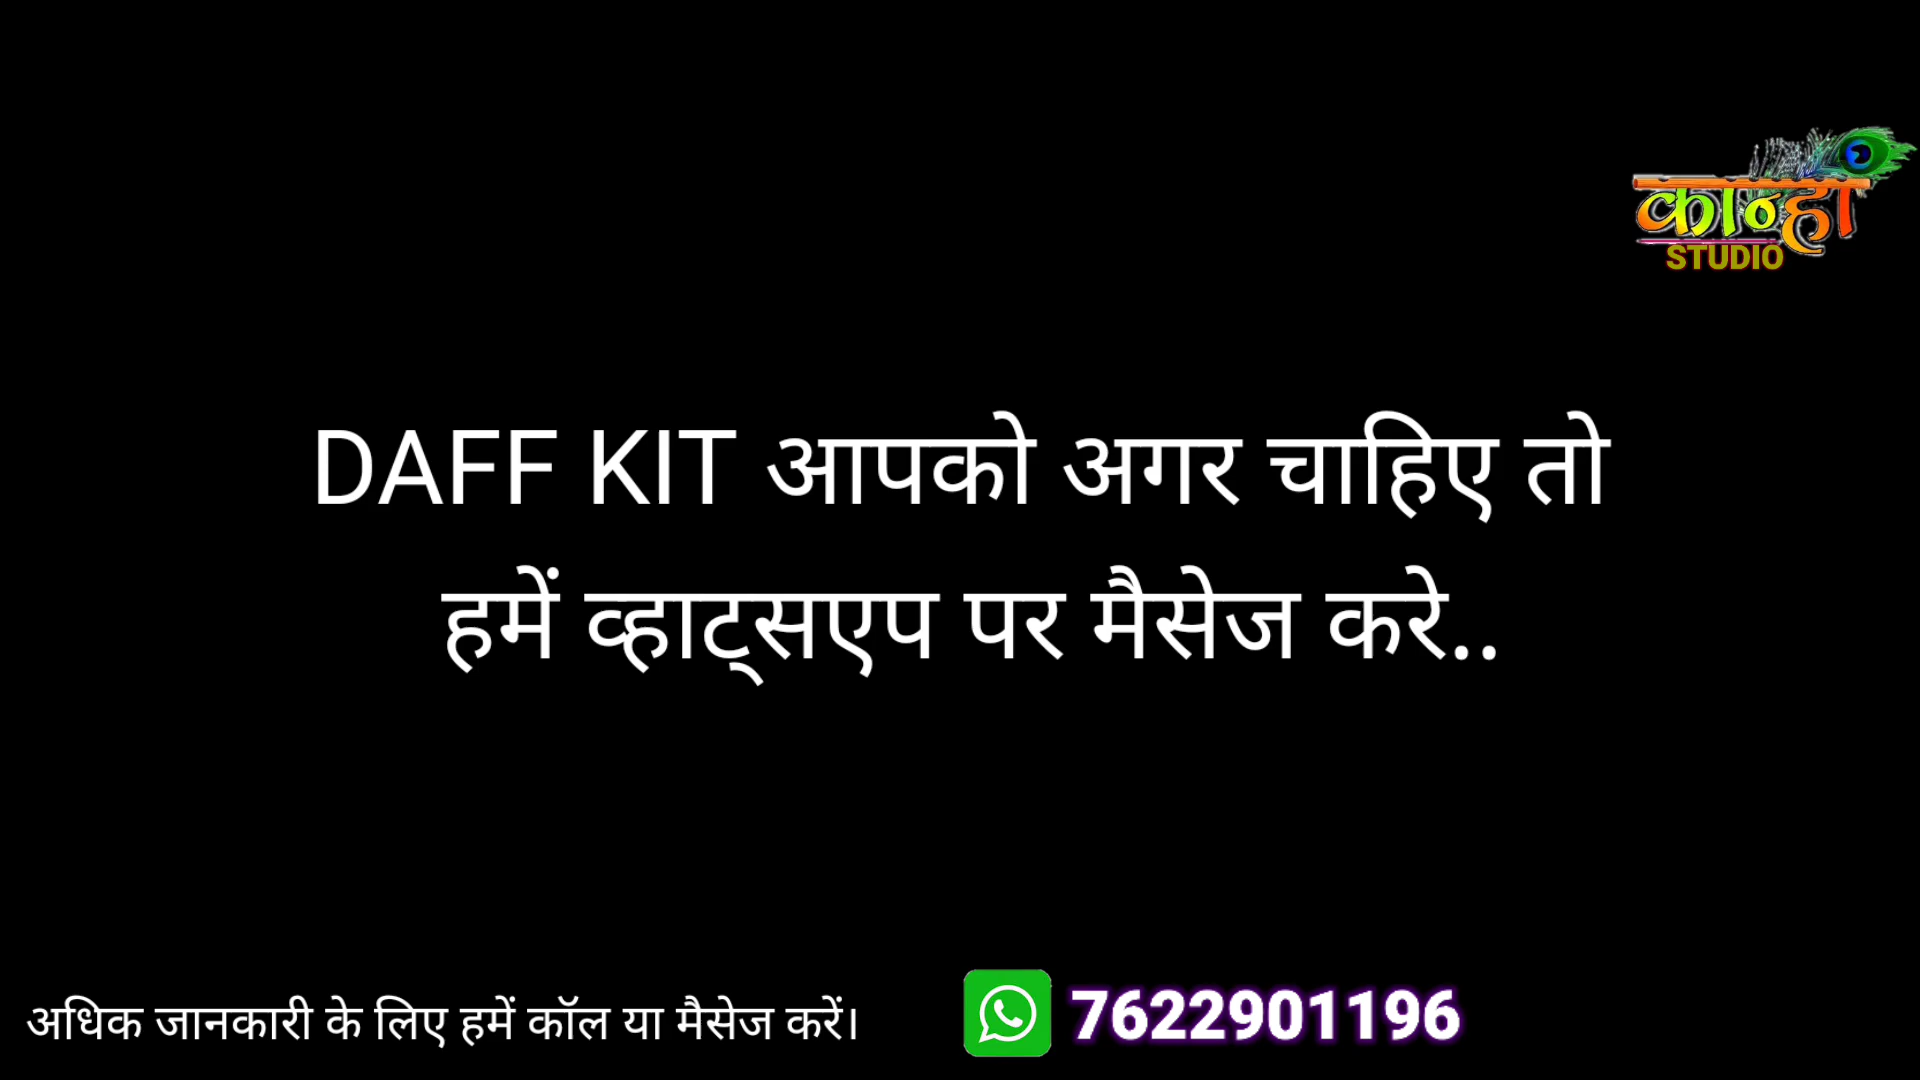 कान्हा
STUDIO
DAFF KIT आपको अगर चाहिए तो
हमें व्हाट्सएप पर मैसेज करे..
अधिक जानकारी के लिए हमें कॉल या मैसेज करें।
7622901196